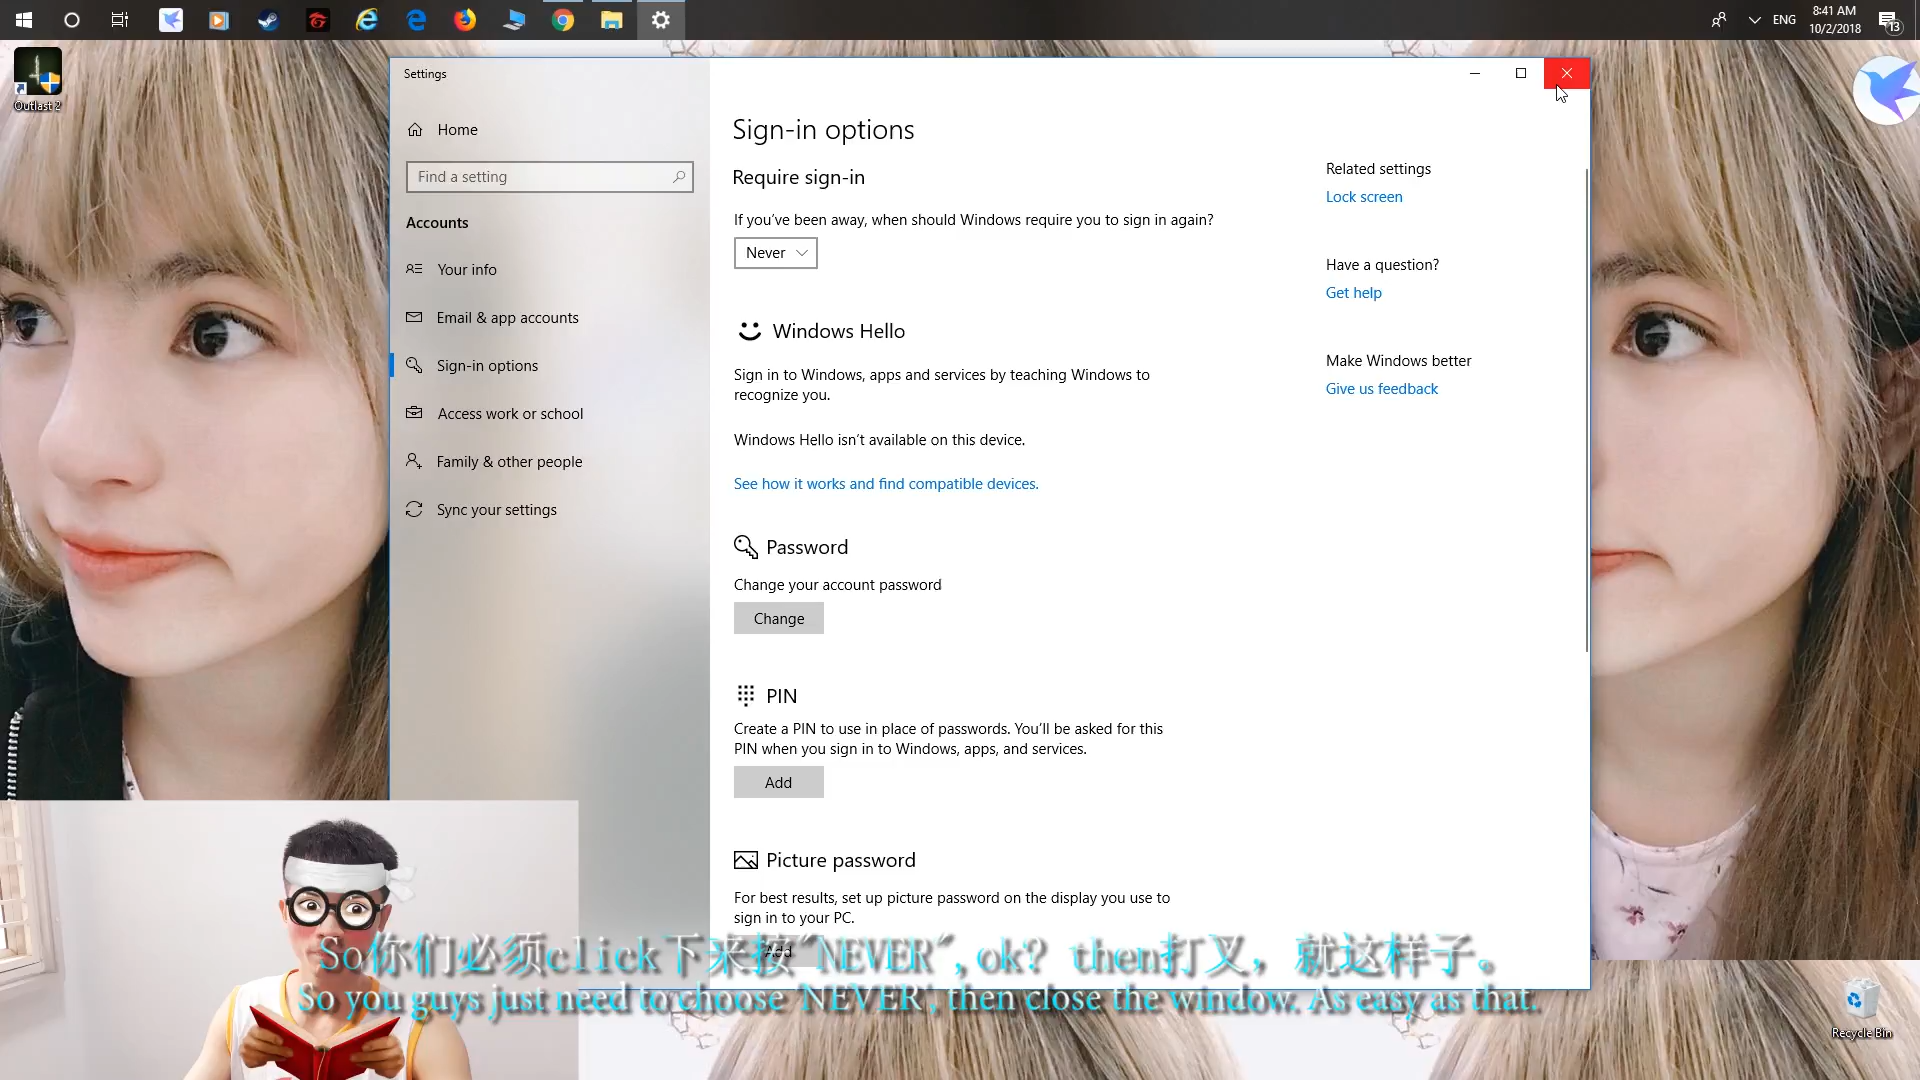 8:41 AM
ENG
10/2/2018
13
Outlast 2
Settings
Home
Find a setting
Accounts
Your info
Email & app accounts
Sign-in options
Access work or school
Family & other people
Sync your settings
Sign-in options
Require sign-in
If you've been away, when should Windows require you to sign in again?
Never
Windows Hello
Sign in to Windows, apps and services by teaching Windows to
recognize you.
Windows Hello isn't available on this device.
See how it works and find compatible devices.
Password
Change your account password
Change
PIN
Create a PIN to use in place of passwords. You'll be asked for this
PIN when you sign in to Windows, apps, and services.
Add
Picture password
For best results, set up picture password on the display you use to
sign in to your PC.
Add
Related settings
Lock screen
Have a question?
Get help
Make Windows better
Give us feedback
So你们必须click下来按"NEVER",ok? then打叉，就这样子。
So you guys just need to choose 'NEVER', then close the window. As easy as that.
Recycle Bin